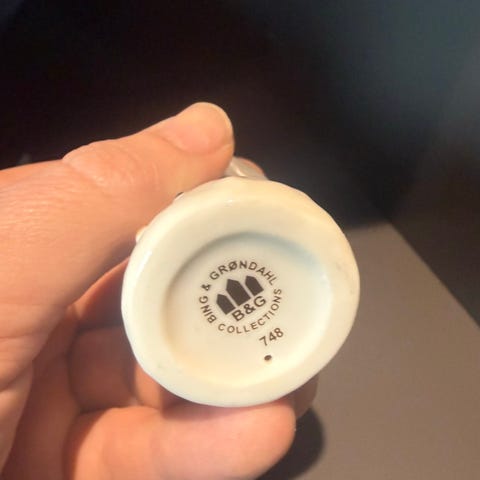 BING & GRØNDAHL
B&G
COLLECTIONS
748